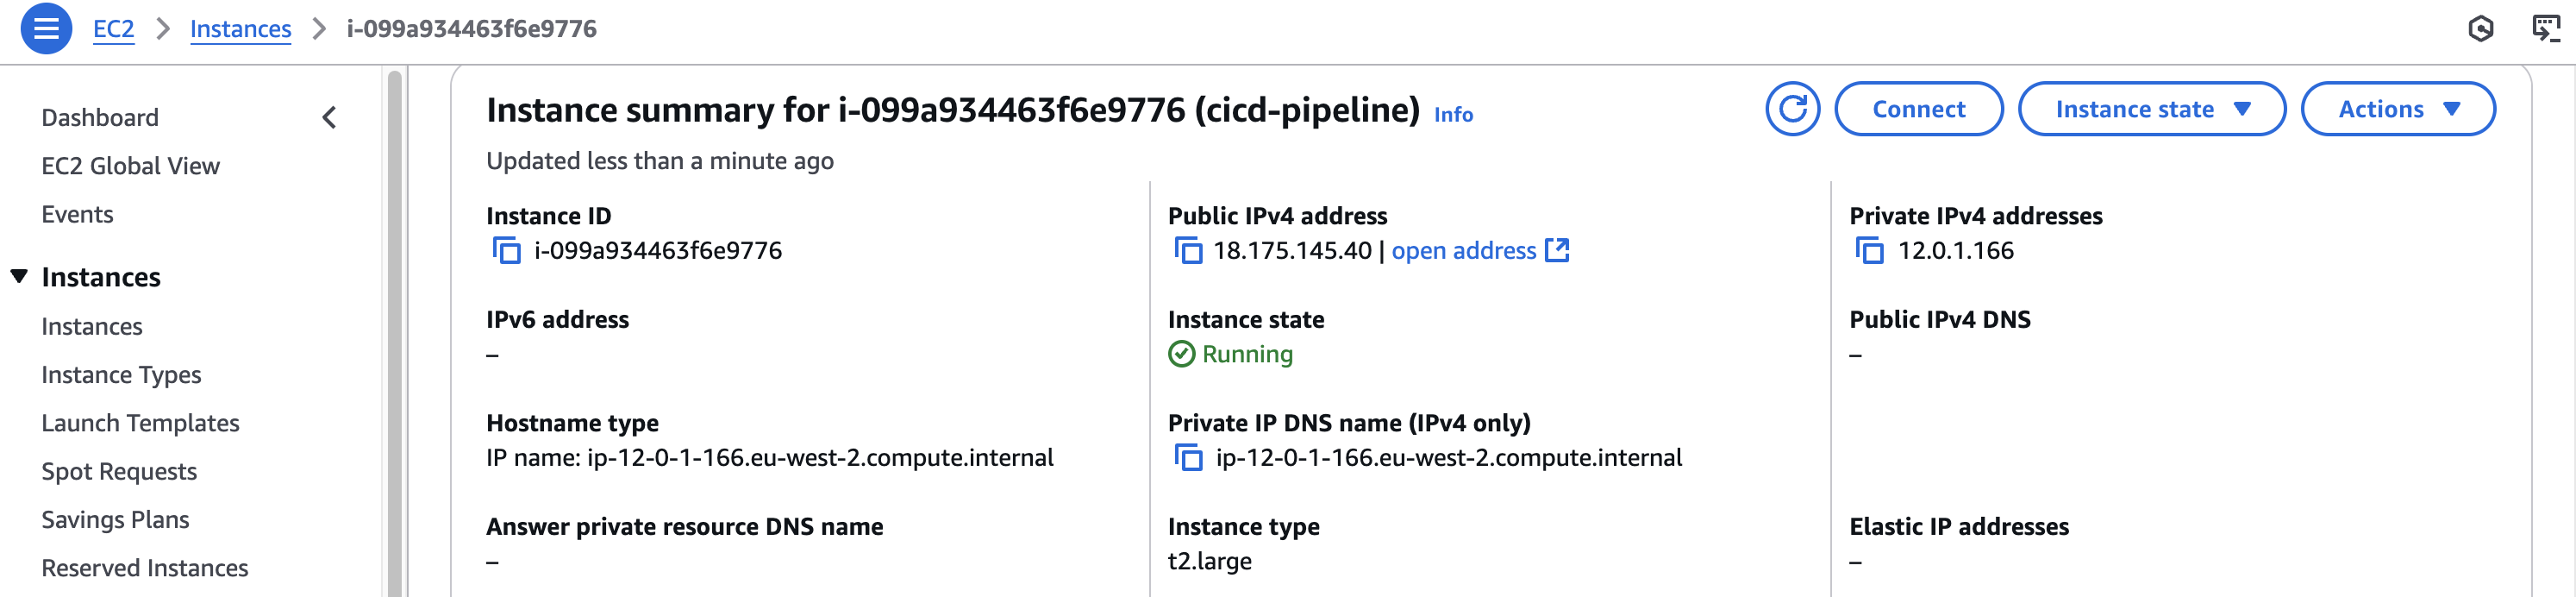 EC2 > Instances > i-099a934463f6e9776
Dashboard
EC2 Global View
Events
Instances
Instances
Instance Types
Launch Templates
Spot Requests
Savings Plans
Reserved Instances
Instance summary for i-099a934463f6e9776 (cicd-pipeline) Info
Connect
Instance state
Actions
Updated less than a minute ago
Instance ID
i-099a934463f6e9776
Public IPv4 address
18.175.145.40 | open address
Private IPv4 addresses
12.0.1.166
IPv6 address
–
Instance state
Running
Public IPv4 DNS
–
Hostname type
IP name: ip-12-0-1-166.eu-west-2.compute.internal
Private IP DNS name (IPv4 only)
ip-12-0-1-166.eu-west-2.compute.internal
Answer private resource DNS name
–
Instance type
t2.large
Elastic IP addresses
–